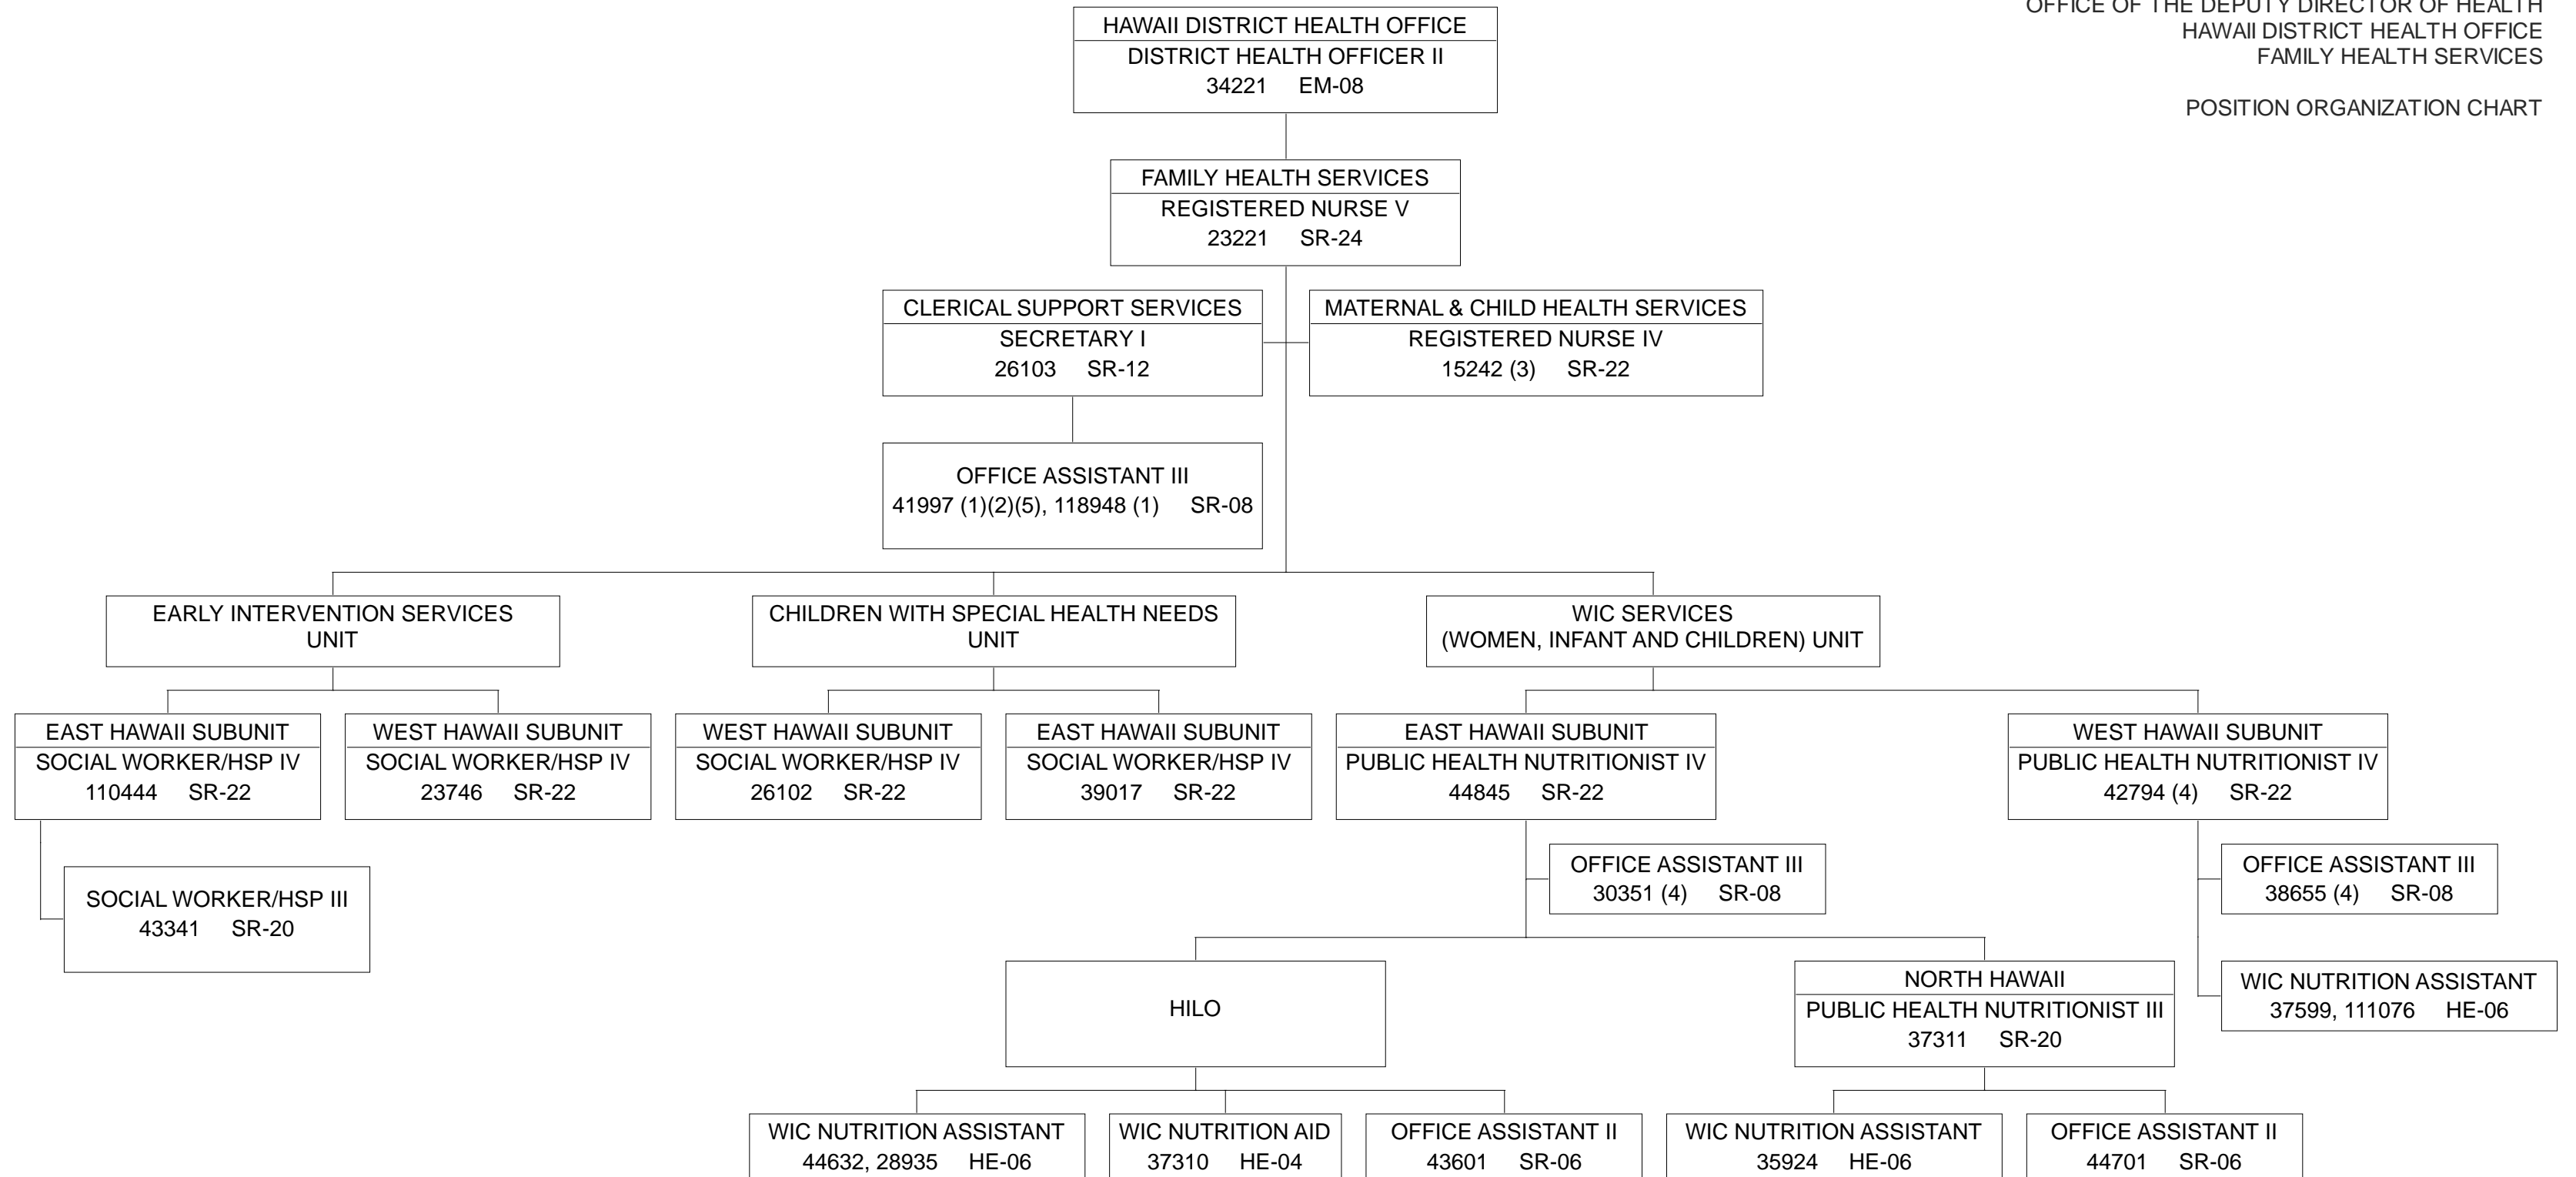 OFFICE OF THE DEPUTY DIRECTOR OF HEALTH
HAWAII DISTRICT HEALTH OFFICE
FAMILY HEALTH SERVICES
POSITION ORGANIZATION CHART
HAWAII DISTRICT HEALTH OFFICE
DISTRICT HEALTH OFFICER II
34221 EM-08
FAMILY HEALTH SERVICES
REGISTERED NURSE V
23221 SR-24
CLERICAL SUPPORT SERVICES
SECRETARY I
26103 SR-12
MATERNAL & CHILD HEALTH SERVICES
REGISTERED NURSE IV
15242 (3) SR-22
OFFICE ASSISTANT III
41997 (1)(2)(5), 118948 (1) SR-08
EARLY INTERVENTION SERVICES
UNIT
CHILDREN WITH SPECIAL HEALTH NEEDS
UNIT
WIC SERVICES
(WOMEN, INFANT AND CHILDREN) UNIT
EAST HAWAII SUBUNIT
SOCIAL WORKER/HSP IV
110444 SR-22
WEST HAWAII SUBUNIT
SOCIAL WORKER/HSP IV
23746 SR-22
WEST HAWAII SUBUNIT
SOCIAL WORKER/HSP IV
26102 SR-22
EAST HAWAII SUBUNIT
SOCIAL WORKER/HSP IV
39017 SR-22
EAST HAWAII SUBUNIT
PUBLIC HEALTH NUTRITIONIST IV
44845 SR-22
WEST HAWAII SUBUNIT
PUBLIC HEALTH NUTRITIONIST IV
42794 (4) SR-22
SOCIAL WORKER/HSP III
43341 SR-20
OFFICE ASSISTANT III
30351 (4) SR-08
OFFICE ASSISTANT III
38655 (4) SR-08
HILO
NORTH HAWAII
PUBLIC HEALTH NUTRITIONIST III
37311 SR-20
WIC NUTRITION ASSISTANT
37599, 111076 HE-06
WIC NUTRITION ASSISTANT
44632, 28935 HE-06
WIC NUTRITION AID
37310 HE-04
OFFICE ASSISTANT II
43601 SR-06
WIC NUTRITION ASSISTANT
35924 HE-06
OFFICE ASSISTANT II
44701 SR-06